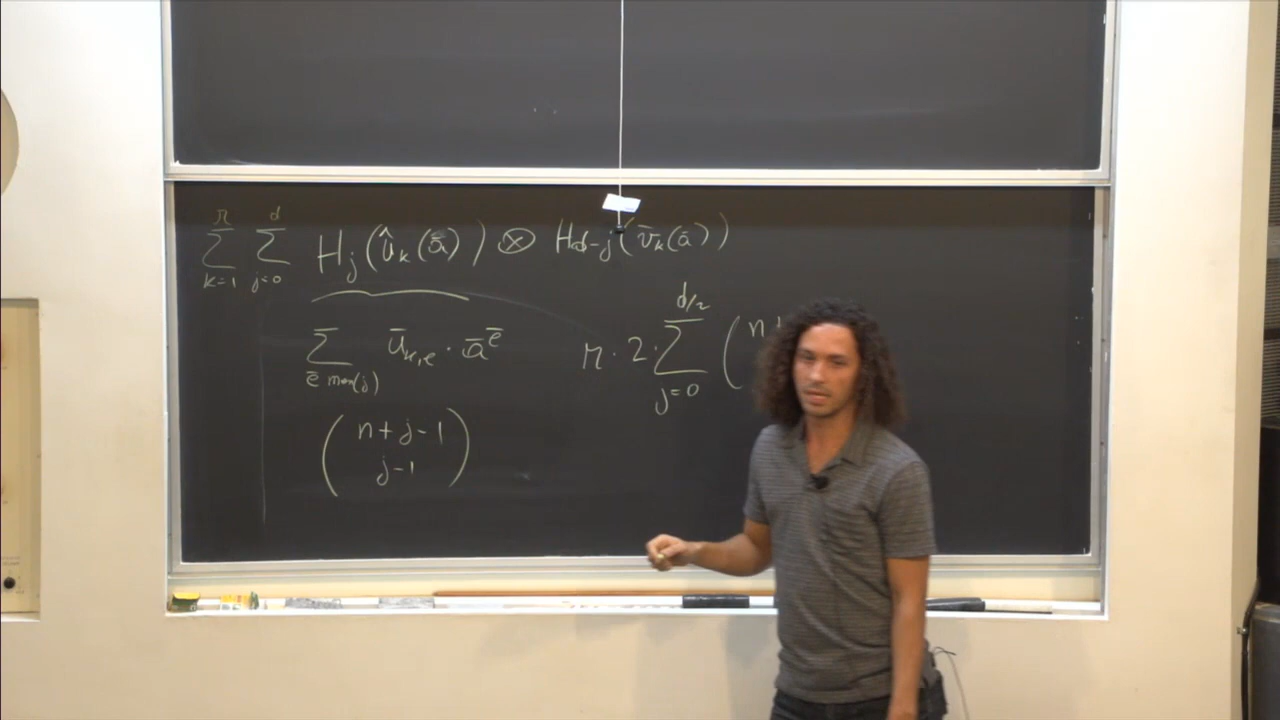 r d
∑ ∑ H_j(û_k(ā)) ⊗ H_{d-j}(v̄_k(ā))
k=1 j=0
∑ ū_{k,e} · ā^ē
ē mon(j)
( n+j-1
j-1 )
d/2
r · 2 · ∑ ( n+
j=0